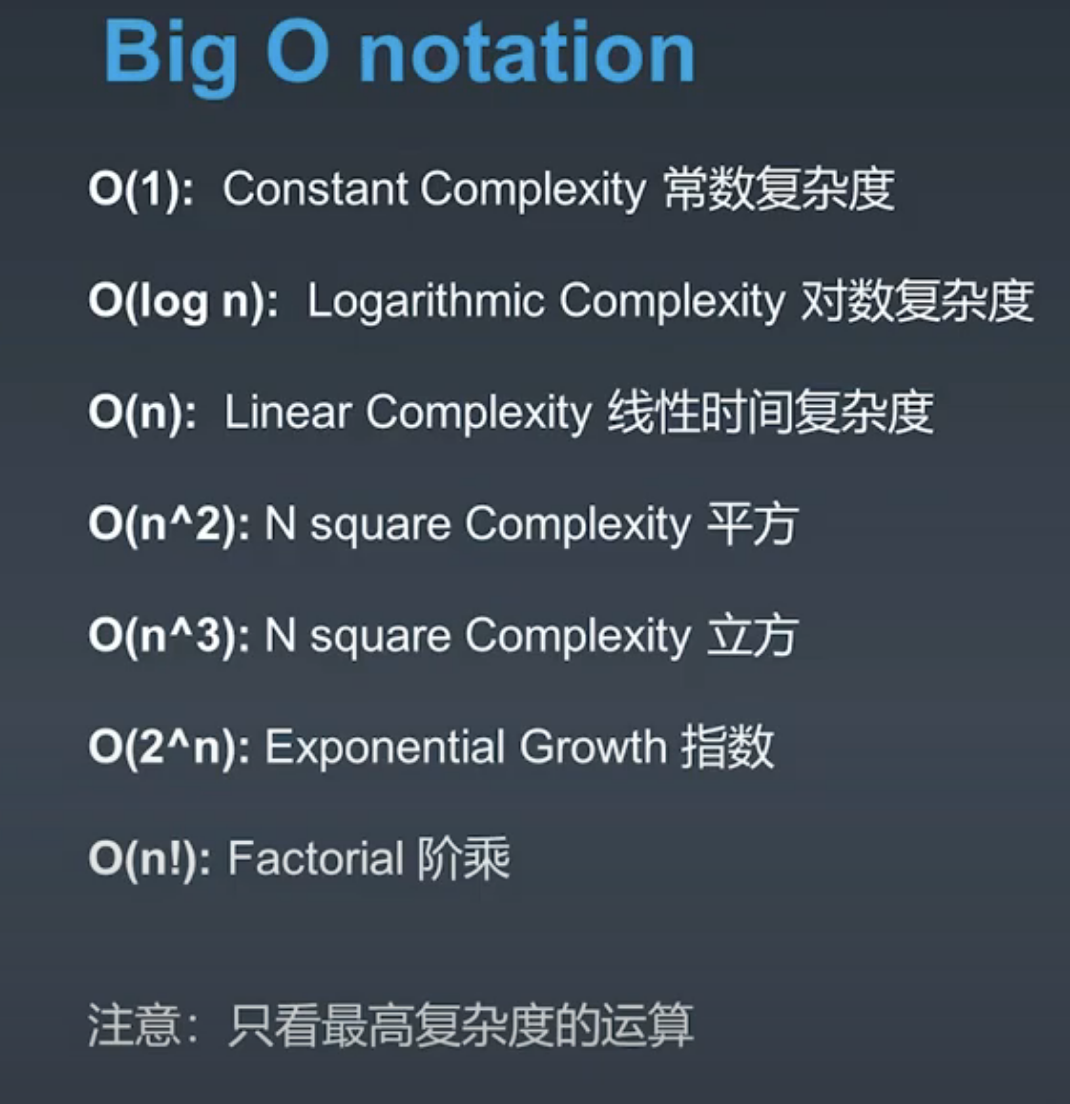 Big O notation
O(1): Constant Complexity 常数复杂度
O(log n): Logarithmic Complexity 对数复杂度
O(n): Linear Complexity 线性时间复杂度
O(n^2): N square Complexity 平方
O(n^3): N square Complexity 立方
O(2^n): Exponential Growth 指数
O(n!): Factorial 阶乘
注意：只看最高复杂度的运算